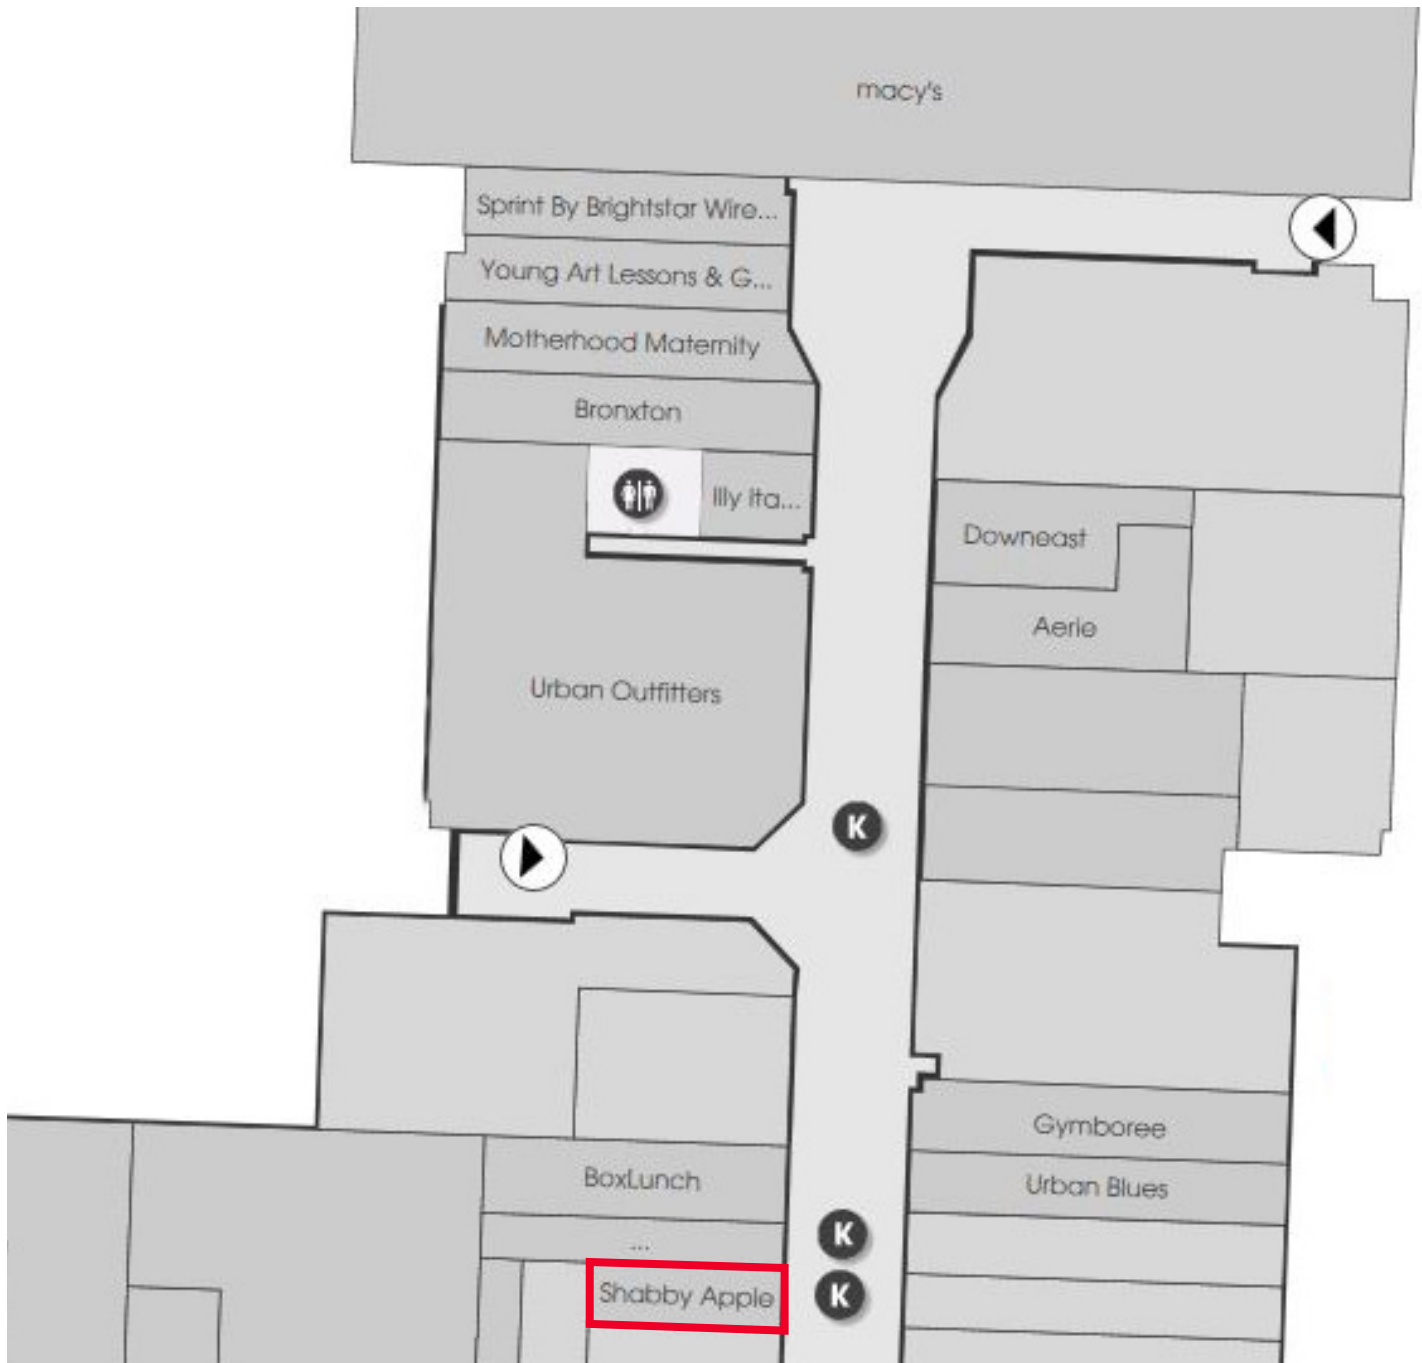 macy's
Sprint By Brightstar Wire...
Young Art Lessons & G...
Motherhood Maternity
Bronxton
Illy Ita...
Downeast
Aerie
Urban Outfitters
K
Gymboree
BoxLunch
Urban Blues
K
...
Shabby Apple
K